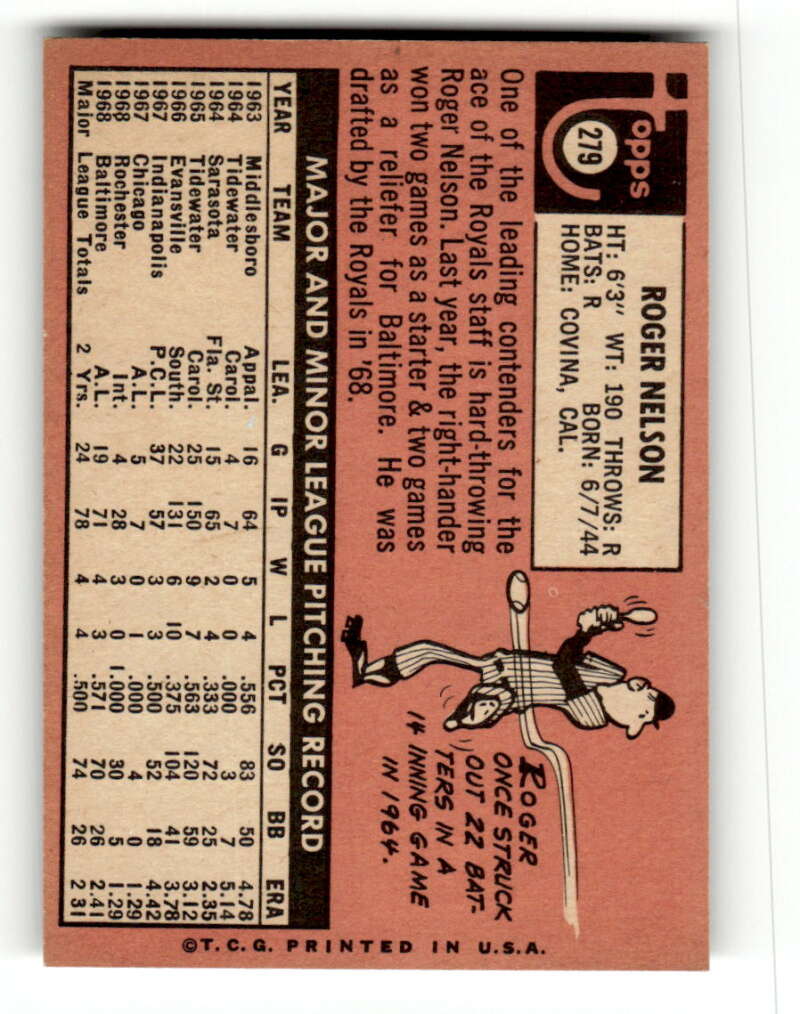 Topps
279
ROGER NELSON
HT: 6'3" WT: 190 THROWS: R
BATS: R BORN: 6/7/44
HOME: COVINA, CAL.
One of the leading contenders for the
ace of the Royals staff is hard-throwing
Roger Nelson. Last year, the right-hander
won two games as a starter & two games
as a reliefer for Baltimore. He was
drafted by the Royals in '68.
ROGER
ONCE STRUCK
OUT 22 BAT-
TERS IN A
14 INNING GAME
IN 1964.
MAJOR AND MINOR LEAGUE PITCHING RECORD
YEAR TEAM LEA. G IP W L PCT SO BB ERA
1963 Middlesboro Appal. 16 64 5 4 .556 83 50 4.78
1964 Tidewater Carol. 4 7 0 0 .000 3 7 5.14
1964 Sarasota Fla. St. 15 65 2 4 .333 72 25 2.35
1965 Tidewater Carol. 25 150 9 7 .563 120 59 3.12
1966 Evansville South. 22 131 6 10 .375 104 41 3.78
1967 Indianapolis P.C.L. 37 57 3 3 .500 52 18 4.42
1967 Chicago A.L. 5 7 0 1 .000 4 0 1.29
1968 Rochester Int. 4 28 3 0 1.000 30 5 1.29
1968 Baltimore A.L. 19 71 4 3 .571 70 26 2.41
Major League Totals 2 Yrs. 24 78 4 4 .500 74 26 2.31
©T.C.G. PRINTED IN U.S.A.